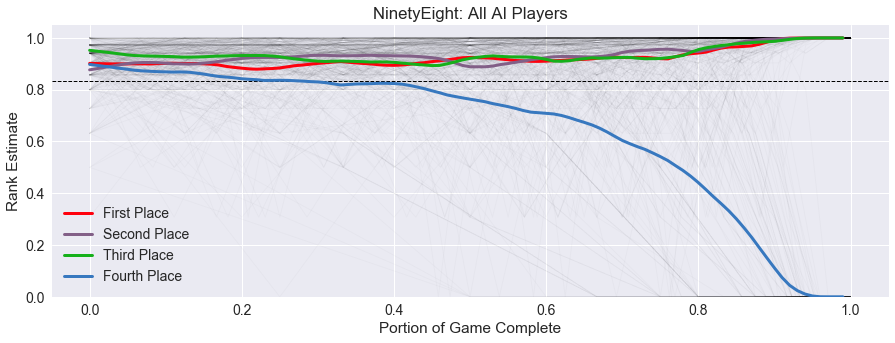 NinetyEight: All AI Players
1.0
0.8
0.6
0.4
0.2
0.0
Rank Estimate
First Place
Second Place
Third Place
Fourth Place
0.0 0.2 0.4 0.6 0.8 1.0
Portion of Game Complete